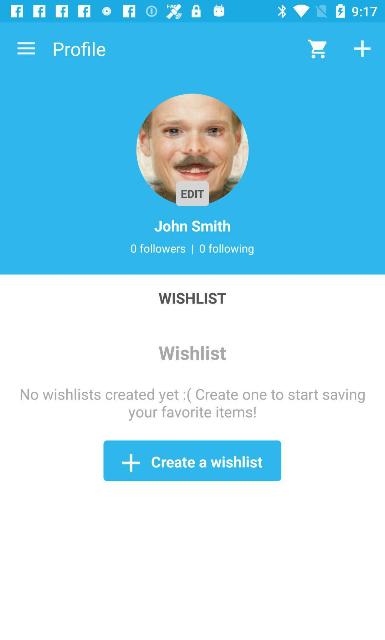 9:17
Profile
EDIT
John Smith
0 followers | 0 following
WISHLIST
Wishlist
No wishlists created yet :( Create one to start saving
your favorite items!
Create a wishlist